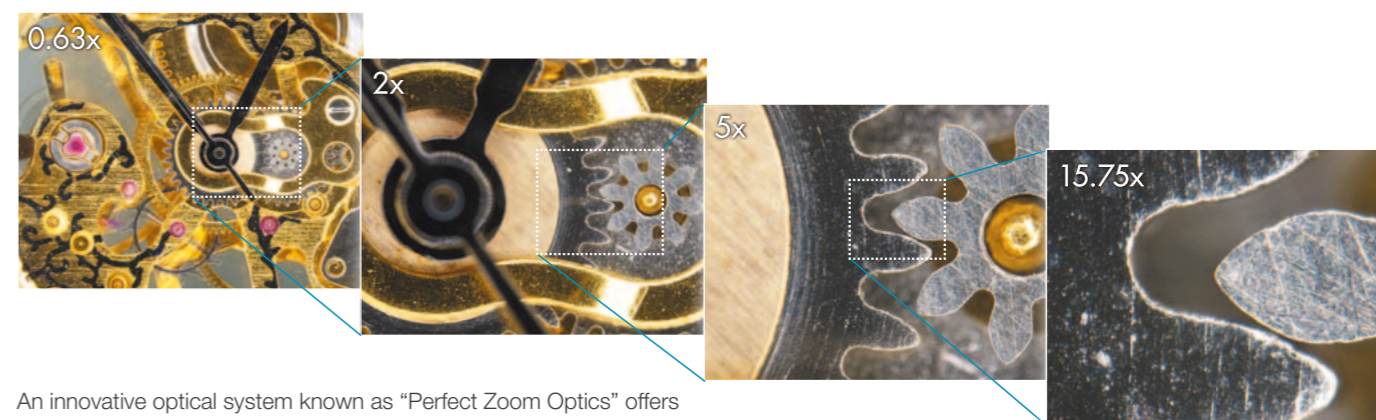 0.63x
2x
5x
15.75x
An innovative optical system known as “Perfect Zoom Optics” offers